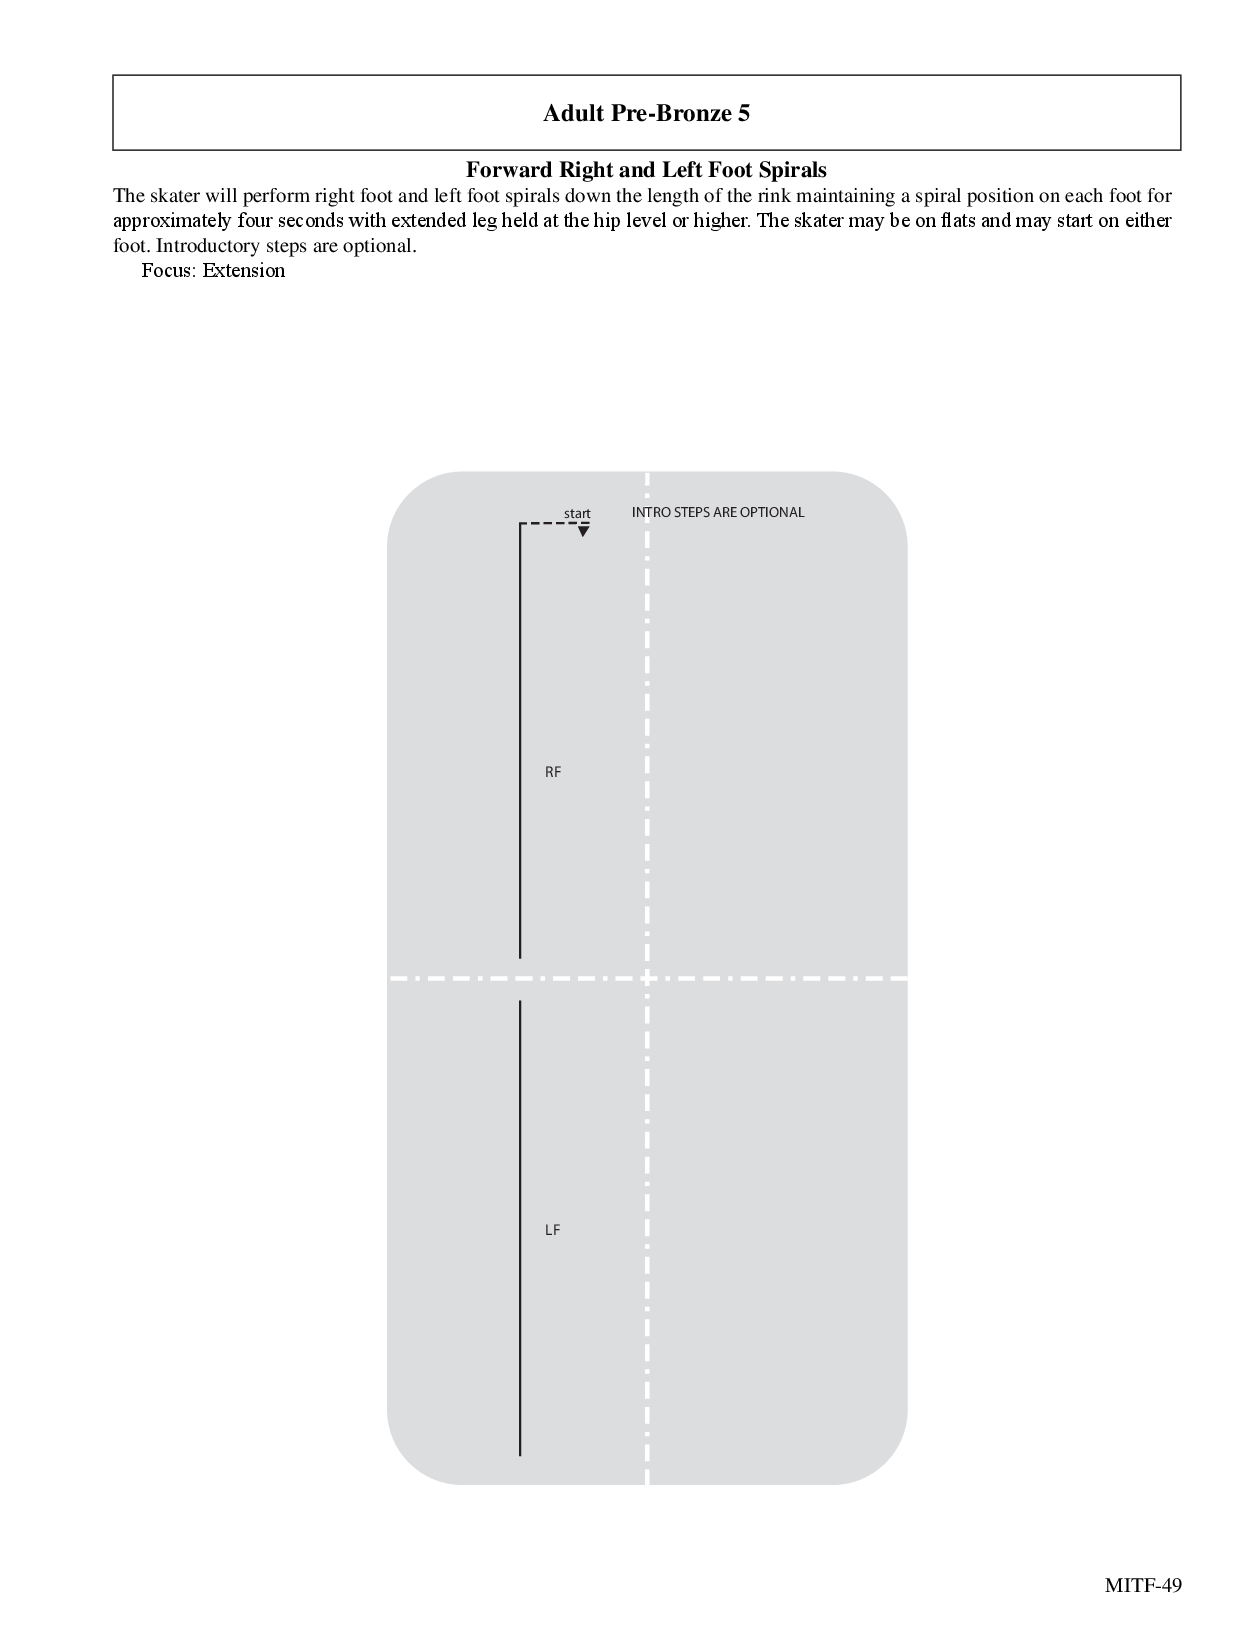 Adult Pre-Bronze 5
Forward Right and Left Foot Spirals
The skater will perform right foot and left foot spirals down the length of the rink maintaining a spiral position on each foot for
approximately four seconds with extended leg held at the hip level or higher. The skater may be on flats and may start on either
foot. Introductory steps are optional.
Focus: Extension
start
INTRO STEPS ARE OPTIONAL
RF
LF
MITF-49